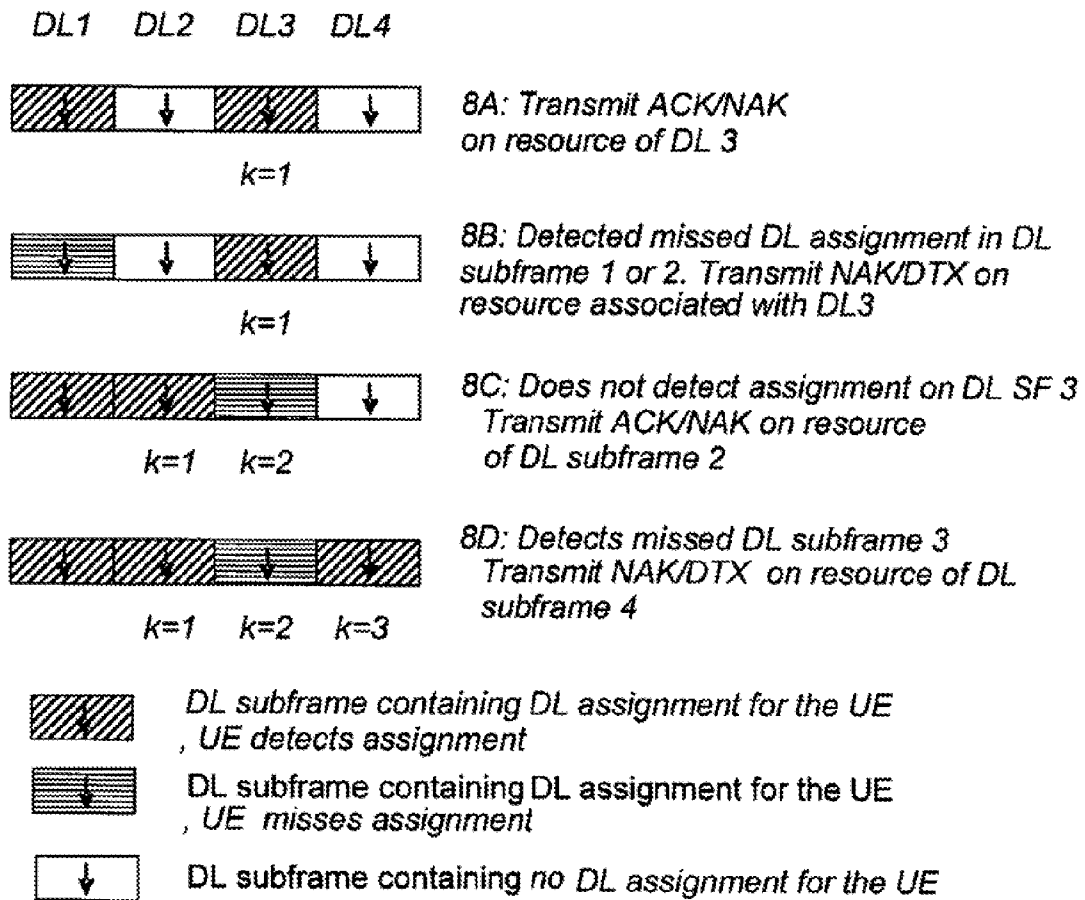 DL1 DL2 DL3 DL4
8A: Transmit ACK/NAK
on resource of DL 3
k=1
8B: Detected missed DL assignment in DL
subframe 1 or 2. Transmit NAK/DTX on
resource associated with DL3
k=1
8C: Does not detect assignment on DL SF 3
Transmit ACK/NAK on resource
of DL subframe 2
k=1 k=2
8D: Detects missed DL subframe 3
Transmit NAK/DTX on resource of DL
subframe 4
k=1 k=2 k=3
DL subframe containing DL assignment for the UE
, UE detects assignment
DL subframe containing DL assignment for the UE
, UE misses assignment
DL subframe containing no DL assignment for the UE